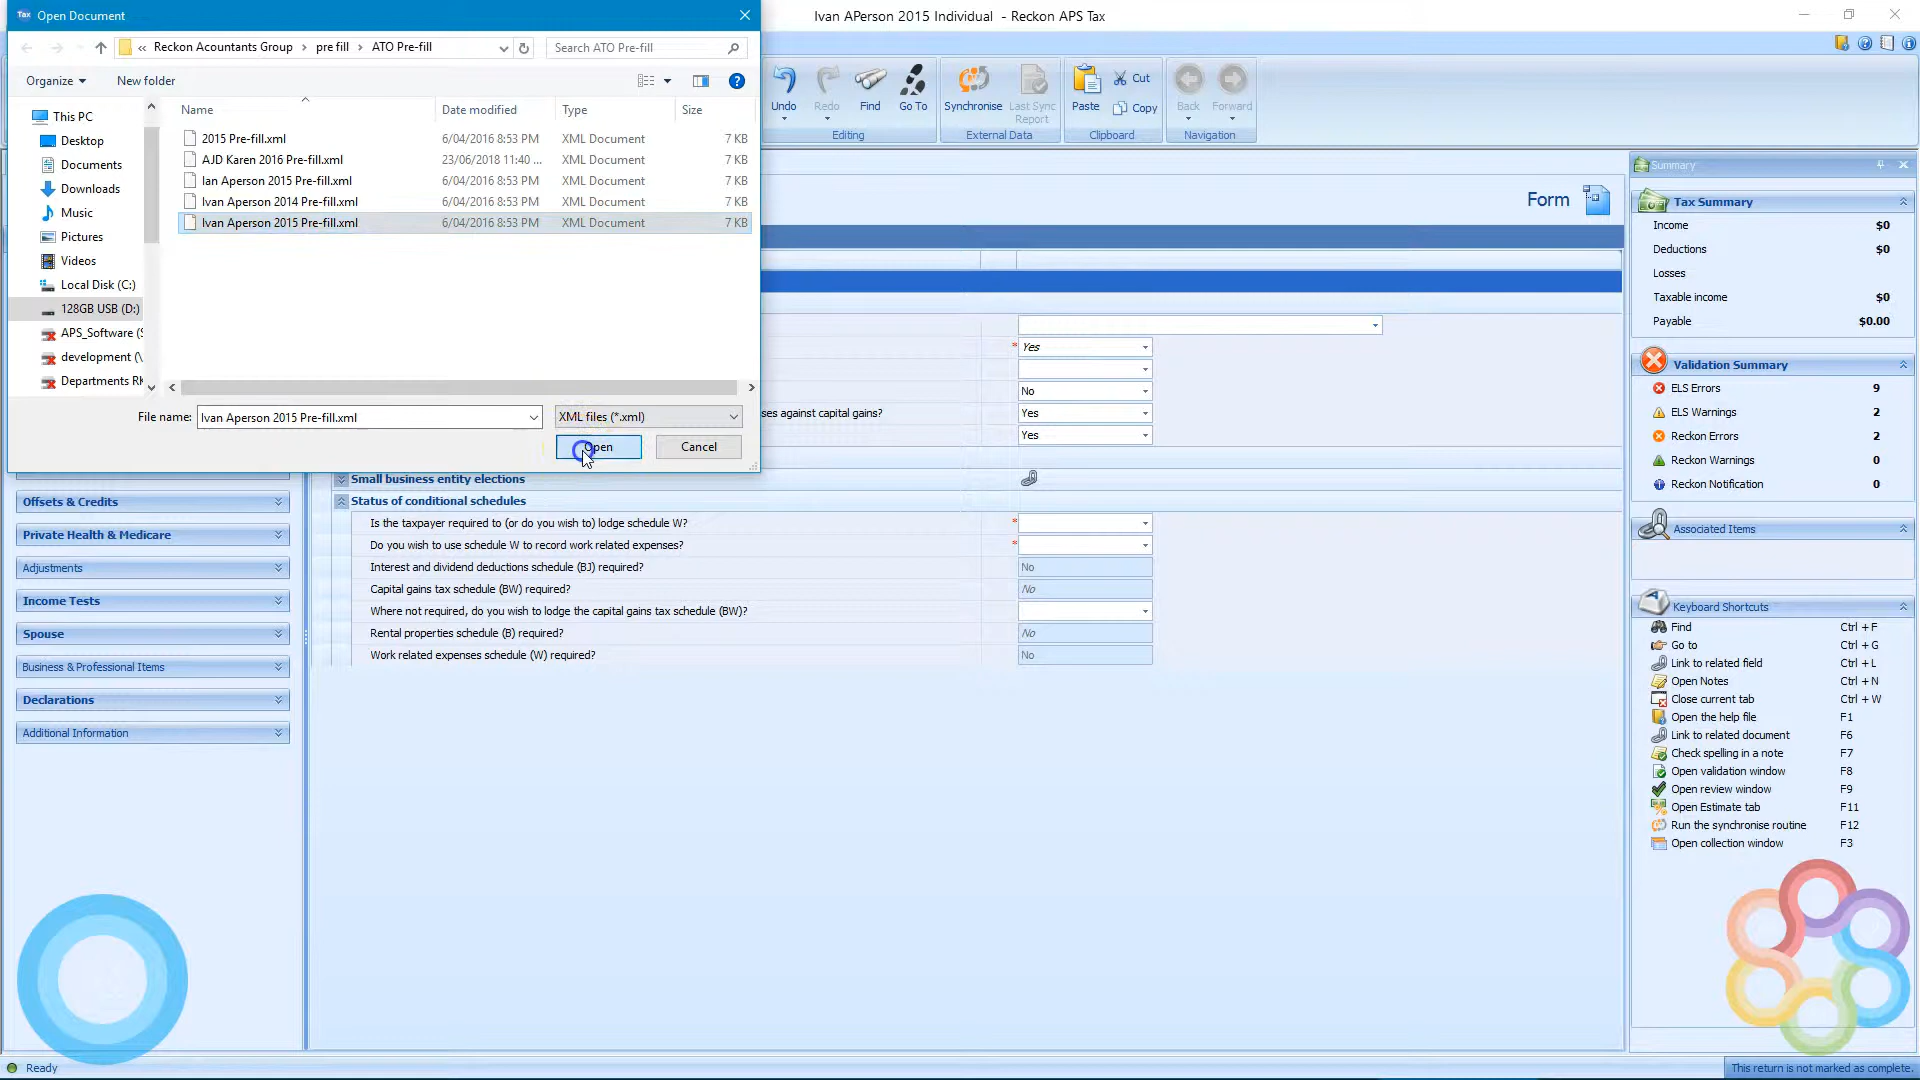 Tax Open Document
Ivan APerson 2015 Individual - Reckon APS Tax
« Reckon Acountants Group › pre fill › ATO Pre-fill
Search ATO Pre-fill
Organize
New folder
Name
Date modified
Type
Size
2015 Pre-fill.xml 6/04/2016 8:53 PM XML Document 7 KB
AJD Karen 2016 Pre-fill.xml 23/06/2018 11:40 ... XML Document 7 KB
Ian Aperson 2015 Pre-fill.xml 6/04/2016 8:53 PM XML Document 7 KB
Ivan Aperson 2014 Pre-fill.xml 6/04/2016 8:53 PM XML Document 7 KB
Ivan Aperson 2015 Pre-fill.xml 6/04/2016 8:53 PM XML Document 7 KB
This PC
Desktop
Documents
Downloads
Music
Pictures
Videos
Local Disk (C:)
128GB USB (D:)
APS_Software (S
development (\
Departments RK
File name: Ivan Aperson 2015 Pre-fill.xml
XML files (*.xml)
Open
Cancel
Undo
Redo
Find
Go To
Editing
Synchronise
Last Sync
Report
External Data
Paste
Cut
Copy
Clipboard
Back
Forward
Navigation
Form
* Yes
No
ses against capital gains? Yes
Yes
Small business entity elections
Status of conditional schedules
Is the taxpayer required to (or do you wish to) lodge schedule W? *
Do you wish to use schedule W to record work related expenses? *
Interest and dividend deductions schedule (BJ) required? No
Capital gains tax schedule (BW) required? No
Where not required, do you wish to lodge the capital gains tax schedule (BW)?
Rental properties schedule (B) required? No
Work related expenses schedule (W) required? No
Offsets & Credits
Private Health & Medicare
Adjustments
Income Tests
Spouse
Business & Professional Items
Declarations
Additional Information
Summary
Tax Summary
Income $0
Deductions $0
Losses
Taxable income $0
Payable $0.00
Validation Summary
ELS Errors 9
ELS Warnings 2
Reckon Errors 2
Reckon Warnings 0
Reckon Notification 0
Associated Items
Keyboard Shortcuts
Find Ctrl + F
Go to Ctrl + G
Link to related field Ctrl + L
Open Notes Ctrl + N
Close current tab Ctrl + W
Open the help file F1
Link to related document F6
Check spelling in a note F7
Open validation window F8
Open review window F9
Open Estimate tab F11
Run the synchronise routine F12
Open collection window F3
Ready
This return is not marked as complete.